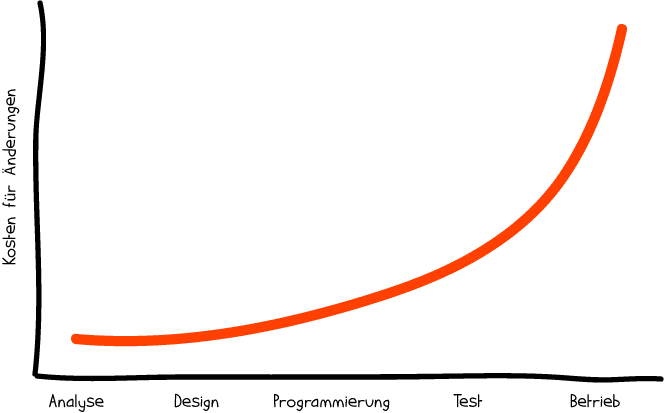 Kosten für Änderungen
Analyse
Design
Programmierung
Test
Betrieb